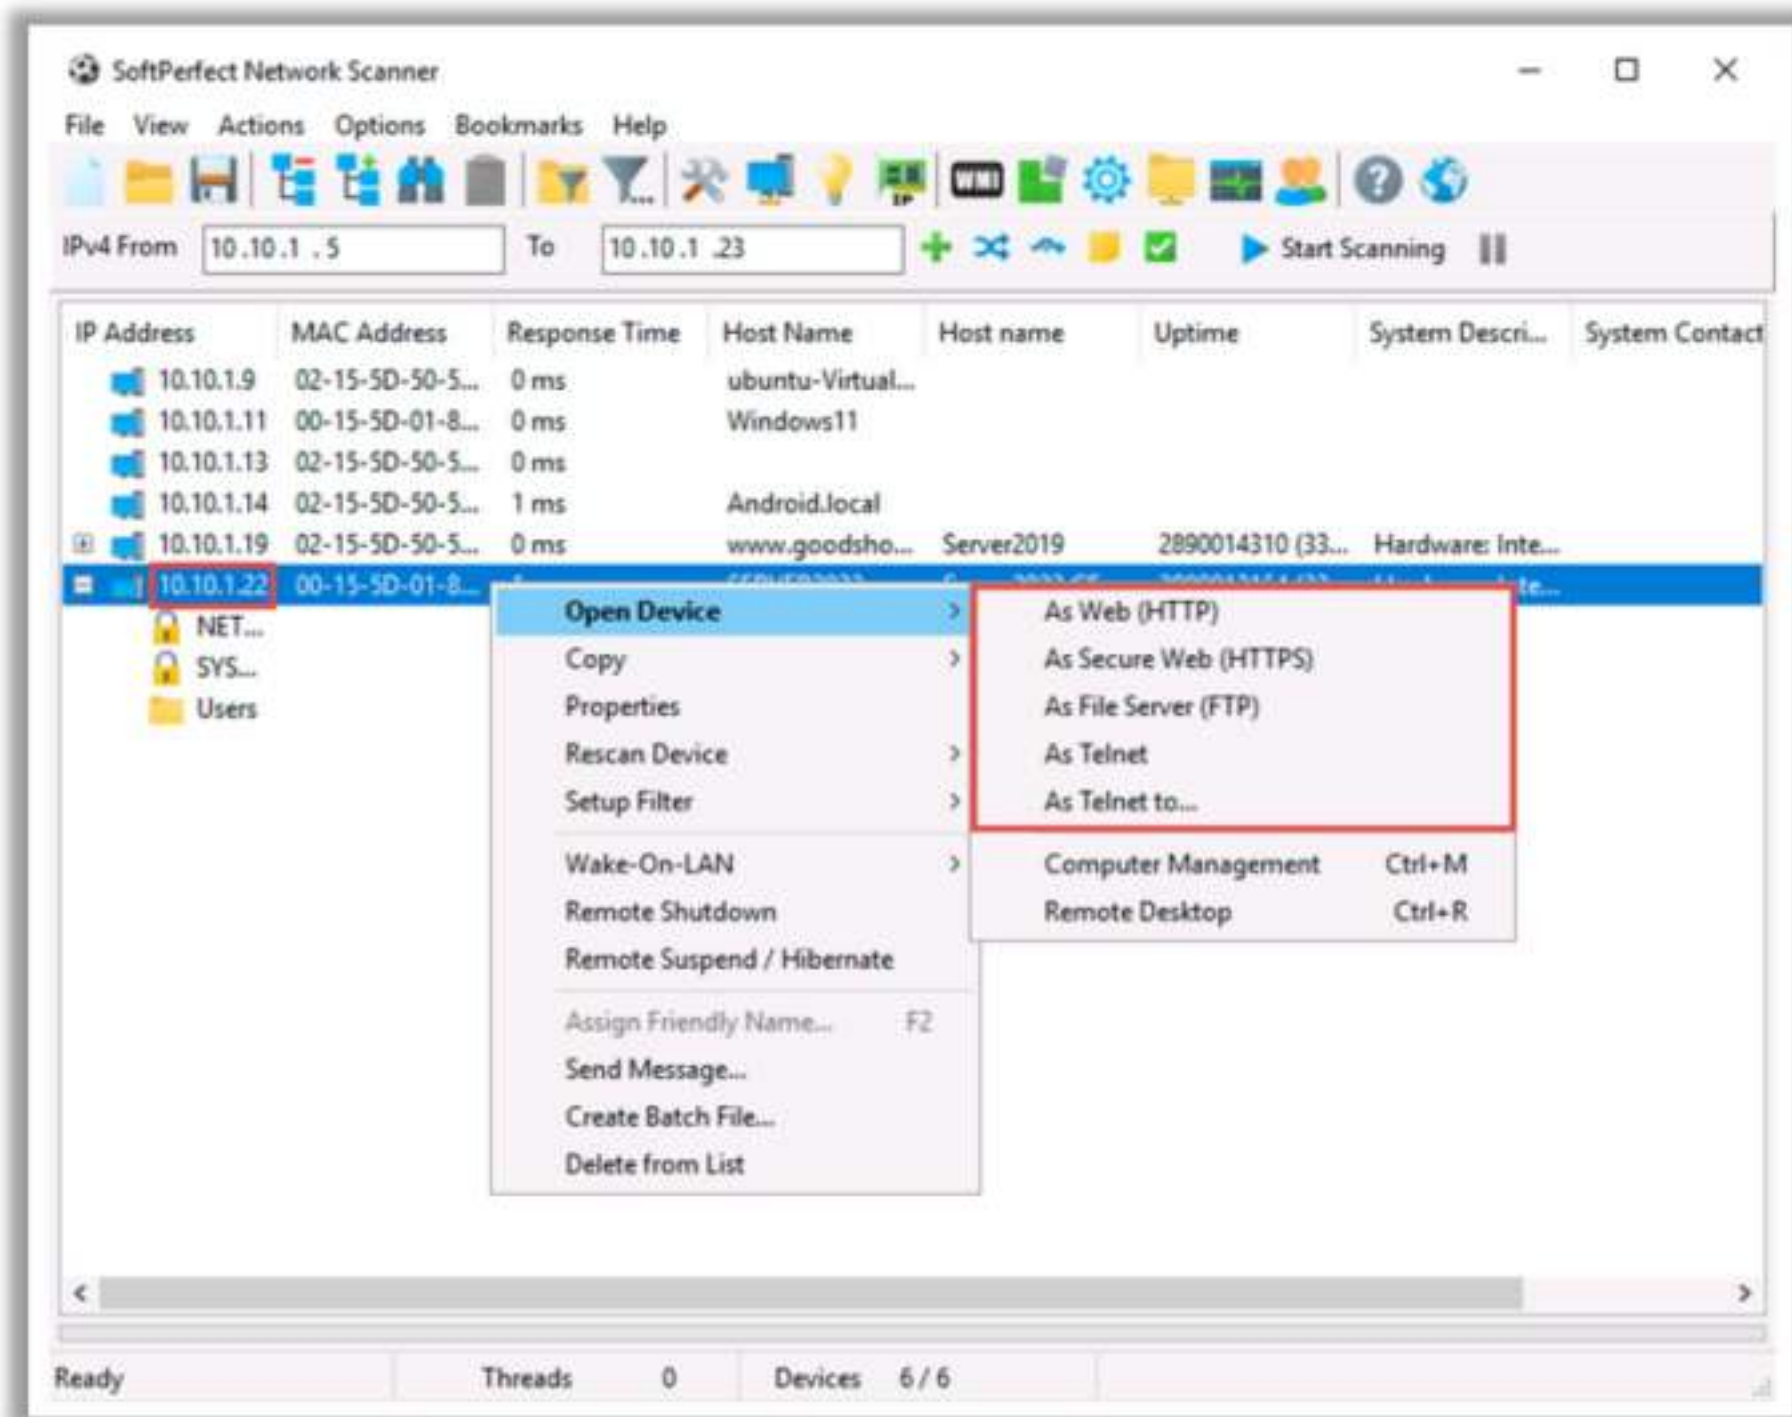 SoftPerfect Network Scanner
File View Actions Options Bookmarks Help
WMI
IP
IPv4 From 10.10.1 . 5 To 10.10.1 .23 Start Scanning
IP Address MAC Address Response Time Host Name Host name Uptime System Descri... System Contact
10.10.1.9 02-15-5D-50-5... 0 ms ubuntu-Virtual...
10.10.1.11 00-15-5D-01-8... 0 ms Windows11
10.10.1.13 02-15-5D-50-5... 0 ms
10.10.1.14 02-15-5D-50-5... 1 ms Android.local
10.10.1.19 02-15-5D-50-5... 0 ms www.goodsho... Server2019 2890014310 (33... Hardware: Inte...
10.10.1.22 00-15-5D-01-8...
NET...
SYS...
Users
Open Device
Copy
Properties
Rescan Device
Setup Filter
Wake-On-LAN
Remote Shutdown
Remote Suspend / Hibernate
Assign Friendly Name... F2
Send Message...
Create Batch File...
Delete from List
As Web (HTTP)
As Secure Web (HTTPS)
As File Server (FTP)
As Telnet
As Telnet to...
Computer Management Ctrl+M
Remote Desktop Ctrl+R
Ready Threads 0 Devices 6 / 6